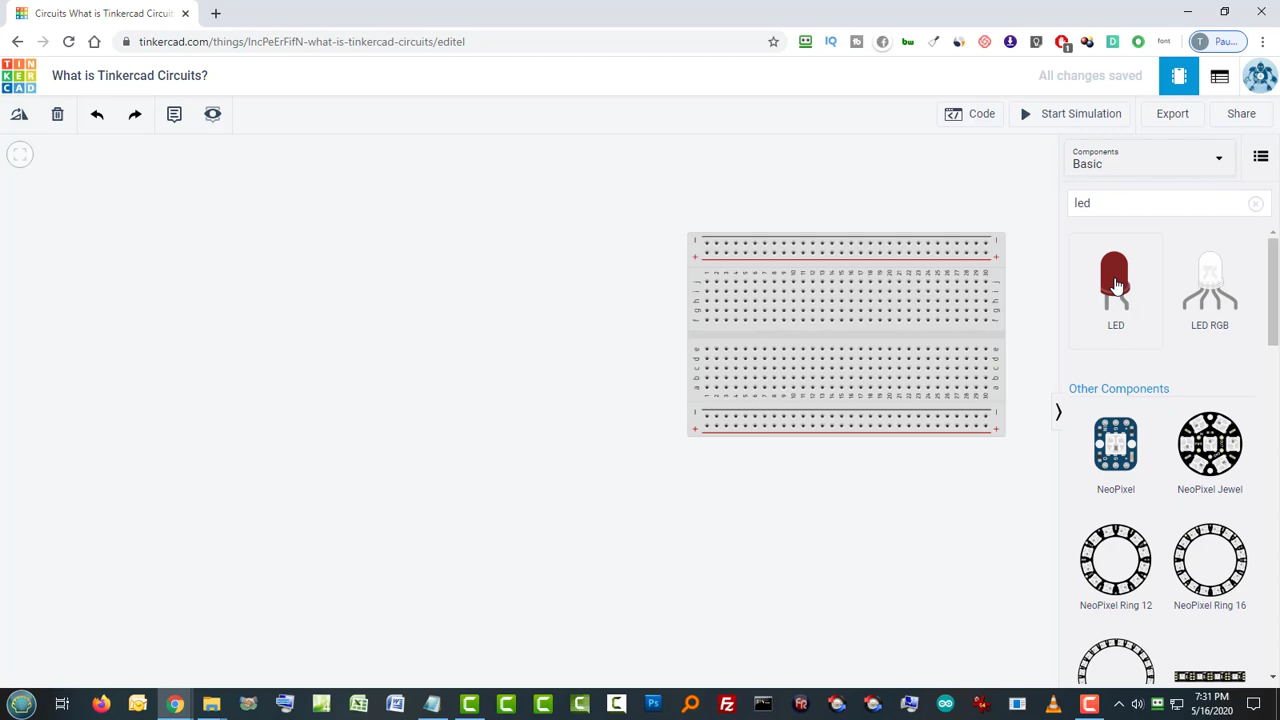 Circuits What is Tinkercad Circuit
tinkercad.com/things/lncPeErFifN-what-is-tinkercad-circuits/editel
font
T
Pau...
TIN
KER
CAD
What is Tinkercad Circuits?
All changes saved
Code
Start Simulation
Export
Share
Components
Basic
led
LED
LED RGB
Other Components
NeoPixel
NeoPixel Jewel
NeoPixel Ring 12
NeoPixel Ring 16
7:31 PM
5/16/2020